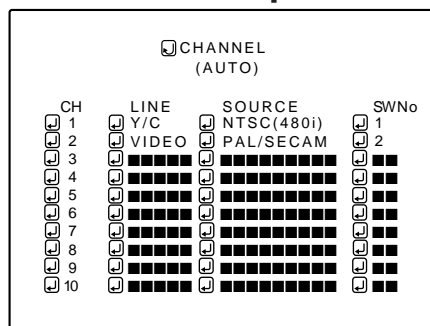 CHANNEL
(AUTO)
CH LINE SOURCE SWNo
1 Y/C NTSC(480i) 1
2 VIDEO PAL/SECAM 2
3 ■■■■■ ■■■■■■■■■ ■■
4 ■■■■■ ■■■■■■■■■ ■■
5 ■■■■■ ■■■■■■■■■ ■■
6 ■■■■■ ■■■■■■■■■ ■■
7 ■■■■■ ■■■■■■■■■ ■■
8 ■■■■■ ■■■■■■■■■ ■■
9 ■■■■■ ■■■■■■■■■ ■■
10 ■■■■■ ■■■■■■■■■ ■■